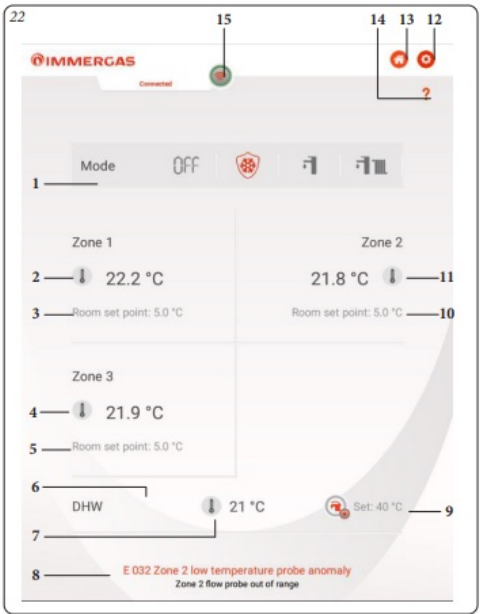 22
15
14
13
12
IMMERGAS
Connected
?
Mode
OFF
1
Zone 1
Zone 2
2
22.2 °C
21.8 °C
11
3
Room set point: 5.0 °C
Room set point: 5.0 °C
10
Zone 3
4
21.9 °C
5
Room set point: 5.0 °C
6
DHW
21 °C
Set: 40 °C
9
7
8
E 032 Zone 2 low temperature probe anomaly
Zone 2 flow probe out of range